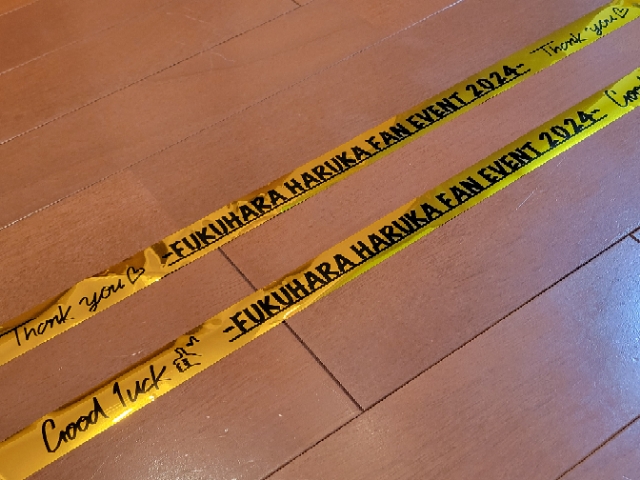 Thank you -FUKUHARA HARUKA FAN EVENT 2024- Thank you
Good luck -FUKUHARA HARUKA FAN EVENT 2024- Good